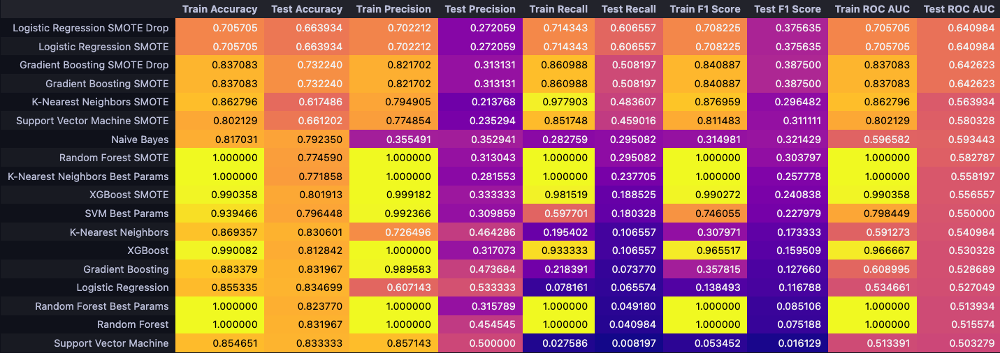 Train Accuracy Test Accuracy Train Precision Test Precision Train Recall Test Recall Train F1 Score Test F1 Score Train ROC AUC Test ROC AUC
Logistic Regression SMOTE Drop 0.705705 0.663934 0.702212 0.272059 0.714343 0.606557 0.708225 0.375635 0.705705 0.640984
Logistic Regression SMOTE 0.705705 0.663934 0.702212 0.272059 0.714343 0.606557 0.708225 0.375635 0.705705 0.640984
Gradient Boosting SMOTE Drop 0.837083 0.732240 0.821702 0.313131 0.860988 0.508197 0.840887 0.387500 0.837083 0.642623
Gradient Boosting SMOTE 0.837083 0.732240 0.821702 0.313131 0.860988 0.508197 0.840887 0.387500 0.837083 0.642623
K-Nearest Neighbors SMOTE 0.862796 0.617486 0.794905 0.213768 0.977903 0.483607 0.876959 0.296482 0.862796 0.563934
Support Vector Machine SMOTE 0.802129 0.661202 0.774854 0.235294 0.851748 0.459016 0.811483 0.311111 0.802129 0.580328
Naive Bayes 0.817031 0.792350 0.355491 0.352941 0.282759 0.295082 0.314981 0.321429 0.596582 0.593443
Random Forest SMOTE 1.000000 0.774590 1.000000 0.313043 1.000000 0.295082 1.000000 0.303797 1.000000 0.582787
K-Nearest Neighbors Best Params 1.000000 0.771858 1.000000 0.281553 1.000000 0.237705 1.000000 0.257778 1.000000 0.558197
XGBoost SMOTE 0.990358 0.801913 0.999182 0.333333 0.981519 0.188525 0.990272 0.240838 0.990358 0.556557
SVM Best Params 0.939466 0.796448 0.992366 0.309859 0.597701 0.180328 0.746055 0.227979 0.798449 0.550000
K-Nearest Neighbors 0.869357 0.830601 0.726496 0.464286 0.195402 0.106557 0.307971 0.173333 0.591273 0.540984
XGBoost 0.990082 0.812842 1.000000 0.317073 0.933333 0.106557 0.965517 0.159509 0.966667 0.530328
Gradient Boosting 0.883379 0.831967 0.989583 0.473684 0.218391 0.073770 0.357815 0.127660 0.608995 0.528689
Logistic Regression 0.855335 0.834699 0.607143 0.533333 0.078161 0.065574 0.138493 0.116788 0.534661 0.527049
Random Forest Best Params 1.000000 0.823770 1.000000 0.315789 1.000000 0.049180 1.000000 0.085106 1.000000 0.513934
Random Forest 1.000000 0.831967 1.000000 0.454545 1.000000 0.040984 1.000000 0.075188 1.000000 0.515574
Support Vector Machine 0.854651 0.833333 0.857143 0.500000 0.027586 0.008197 0.053452 0.016129 0.513391 0.503279